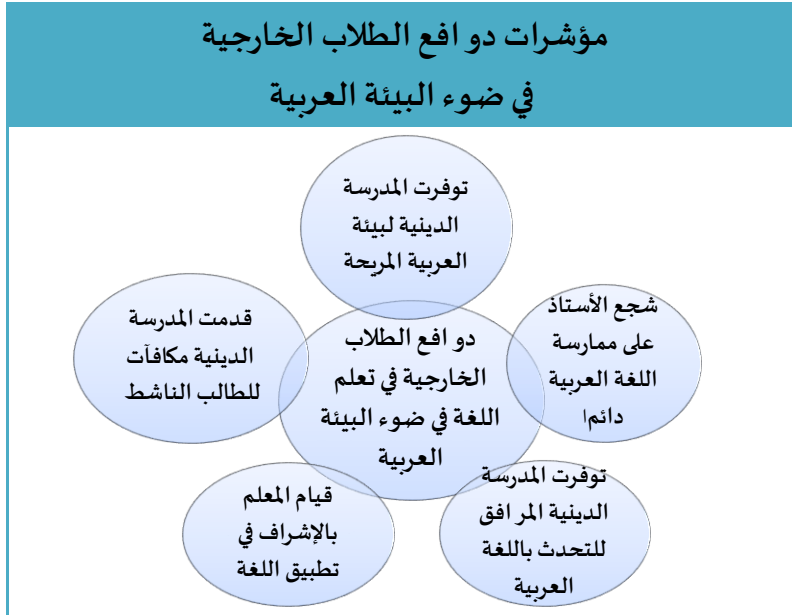 مؤشرات دو افع الطلاب الخارجية
في ضوء البيئة العربية
توفرت المدرسة
الدينية لبيئة
العربية المريحة
شجع الأستاذ
على ممارسة
اللغة العربية
دائم١
توفرت المدرسة
الدينية المر افق
للتحدث باللغة
العربية
قيام المعلم
بالإشراف في
تطبيق اللغة
قدمت المدرسة
الدينية مكافآت
للطالب الناشط
دو افع الطلاب
الخارجية في تعلم
اللغة في ضوء البيئة
العربية